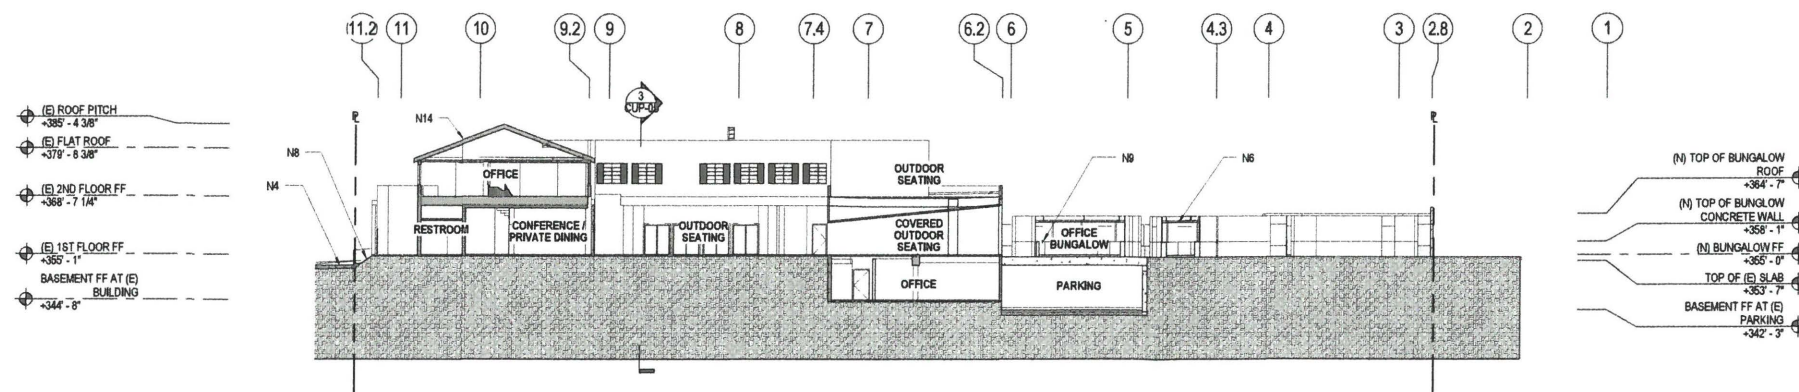 (11.2) 11 10 9.2 9 8 7.4 7 6.2 6 5 4.3 4 3 2.8 2 1
(E) ROOF PITCH
+385' - 4 3/8"
(E) FLAT ROOF
+379' - 8 3/8"
(E) 2ND FLOOR FF
+368' - 7 1/4"
(E) 1ST FLOOR FF
+355' - 1"
BASEMENT FF AT (E)
BUILDING
+344' - 8"
N8
N4
N14
3
OFFICE
RESTROOM
CONFERENCE /
PRIVATE DINING
OUTDOOR
SEATING
OUTDOOR
SEATING
COVERED
OUTDOOR
SEATING
OFFICE
PARKING
OFFICE
BUNGALOW
N9
N6
(N) TOP OF BUNGALOW
ROOF
+364' - 7"
(N) TOP OF BUNGLOW
CONCRETE WALL
+358' - 1"
(N) BUNGALOW FF
+355' - 0"
TOP OF (E) SLAB
+353' - 7"
BASEMENT FF AT (E)
PARKING
+342' - 3"